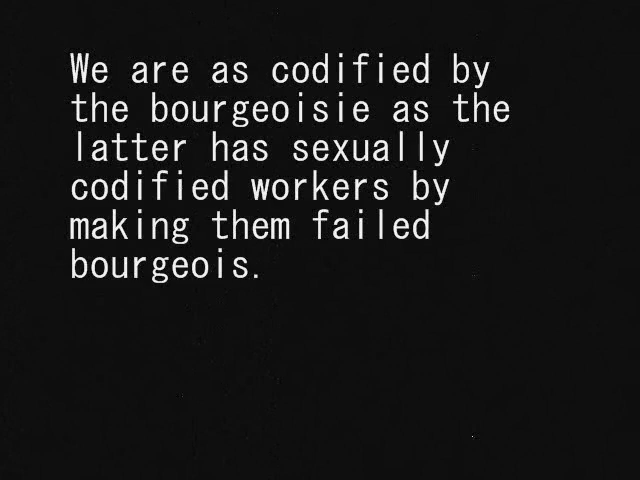 We are as codified by
the bourgeoisie as the
latter has sexually
codified workers by
making them failed
bourgeois.